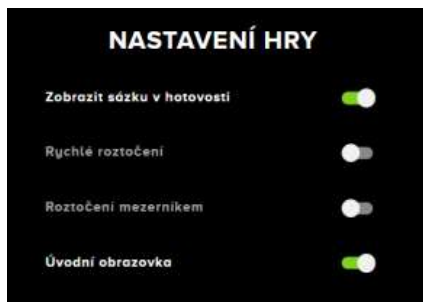 NASTAVENÍ HRY
Zobrazit sázku v hotovosti
Rychlé roztočení
Roztočení mezerníkem
Úvodní obrazovka